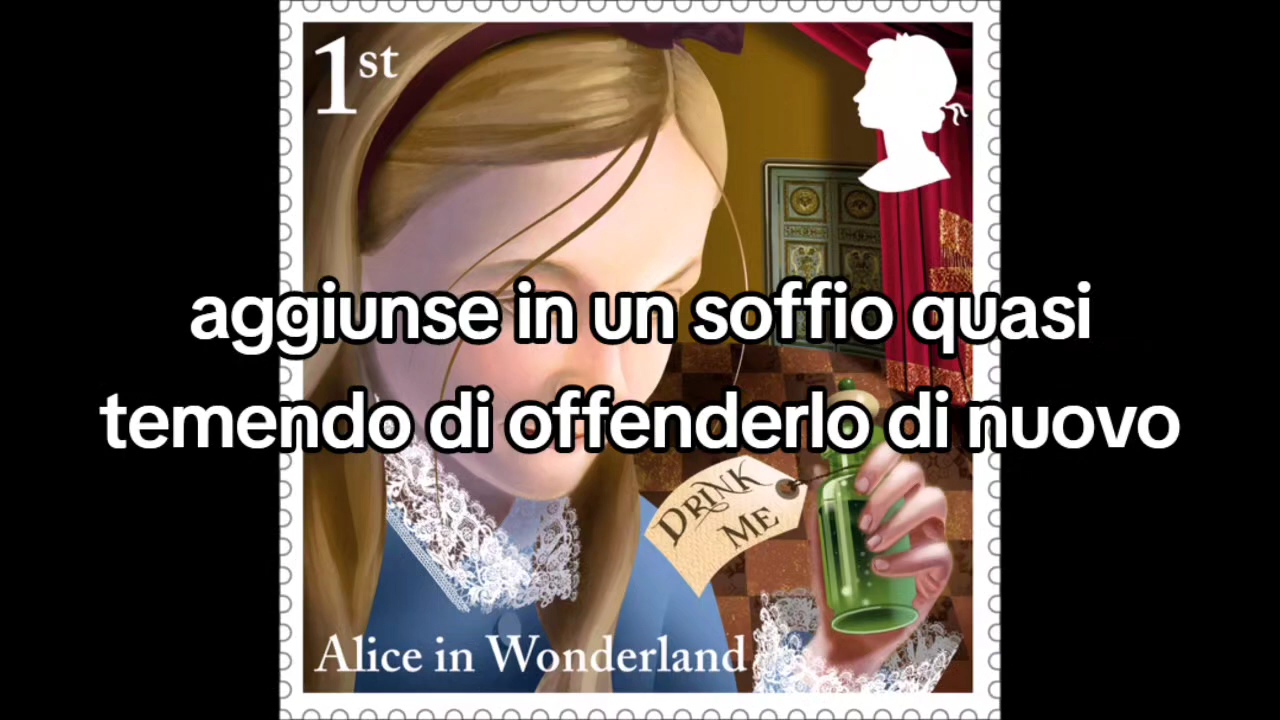 1st
aggiunse in un soffio quasi
temendo di offenderlo di nuovo
DRINK
ME
Alice in Wonderland